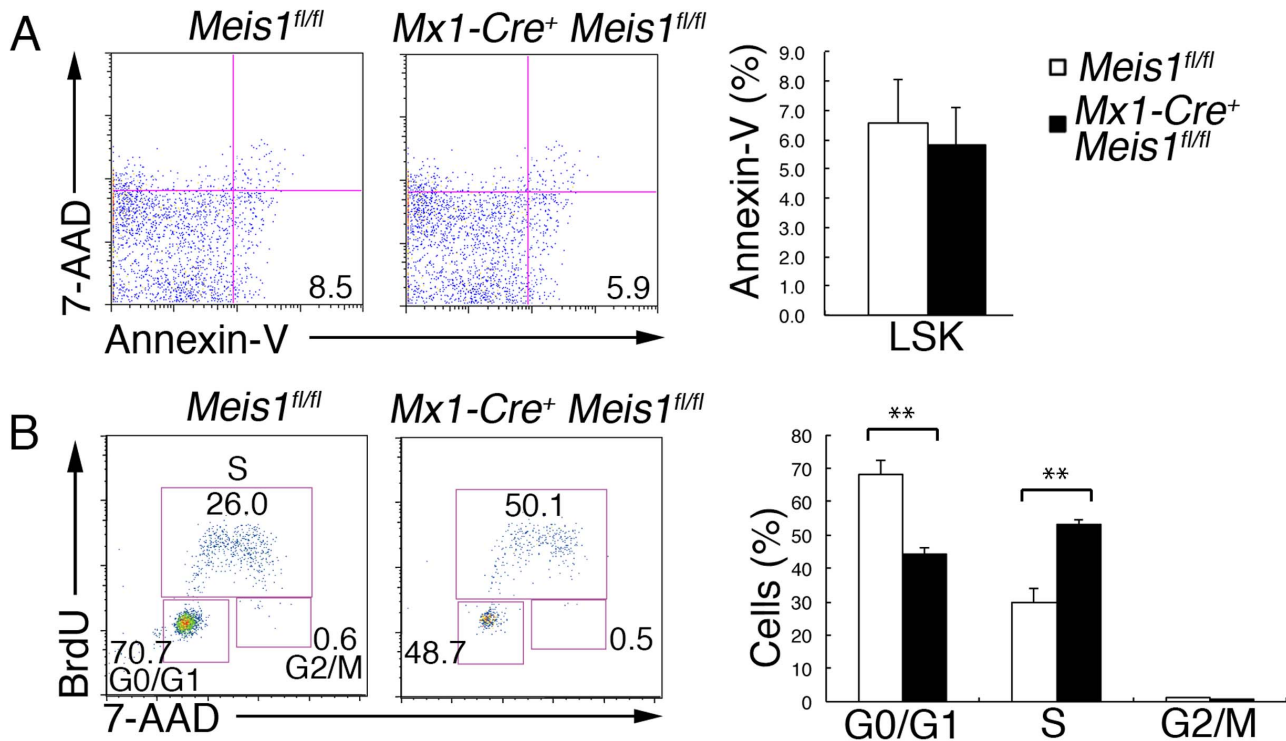 A
Meis1fl/fl
Mx1-Cre+ Meis1fl/fl
7-AAD
8.5
5.9
Annexin-V
Annexin-V (%)
9.0
8.0
7.0
6.0
5.0
4.0
3.0
2.0
1.0
0.0
LSK
Meis1fl/fl
Mx1-Cre+
Meis1fl/fl
B
Meis1fl/fl
Mx1-Cre+ Meis1fl/fl
BrdU
S
26.0
70.7
G0/G1
0.6
G2/M
50.1
48.7
0.5
7-AAD
Cells (%)
80
70
60
50
40
30
20
10
0
**
**
G0/G1
S
G2/M